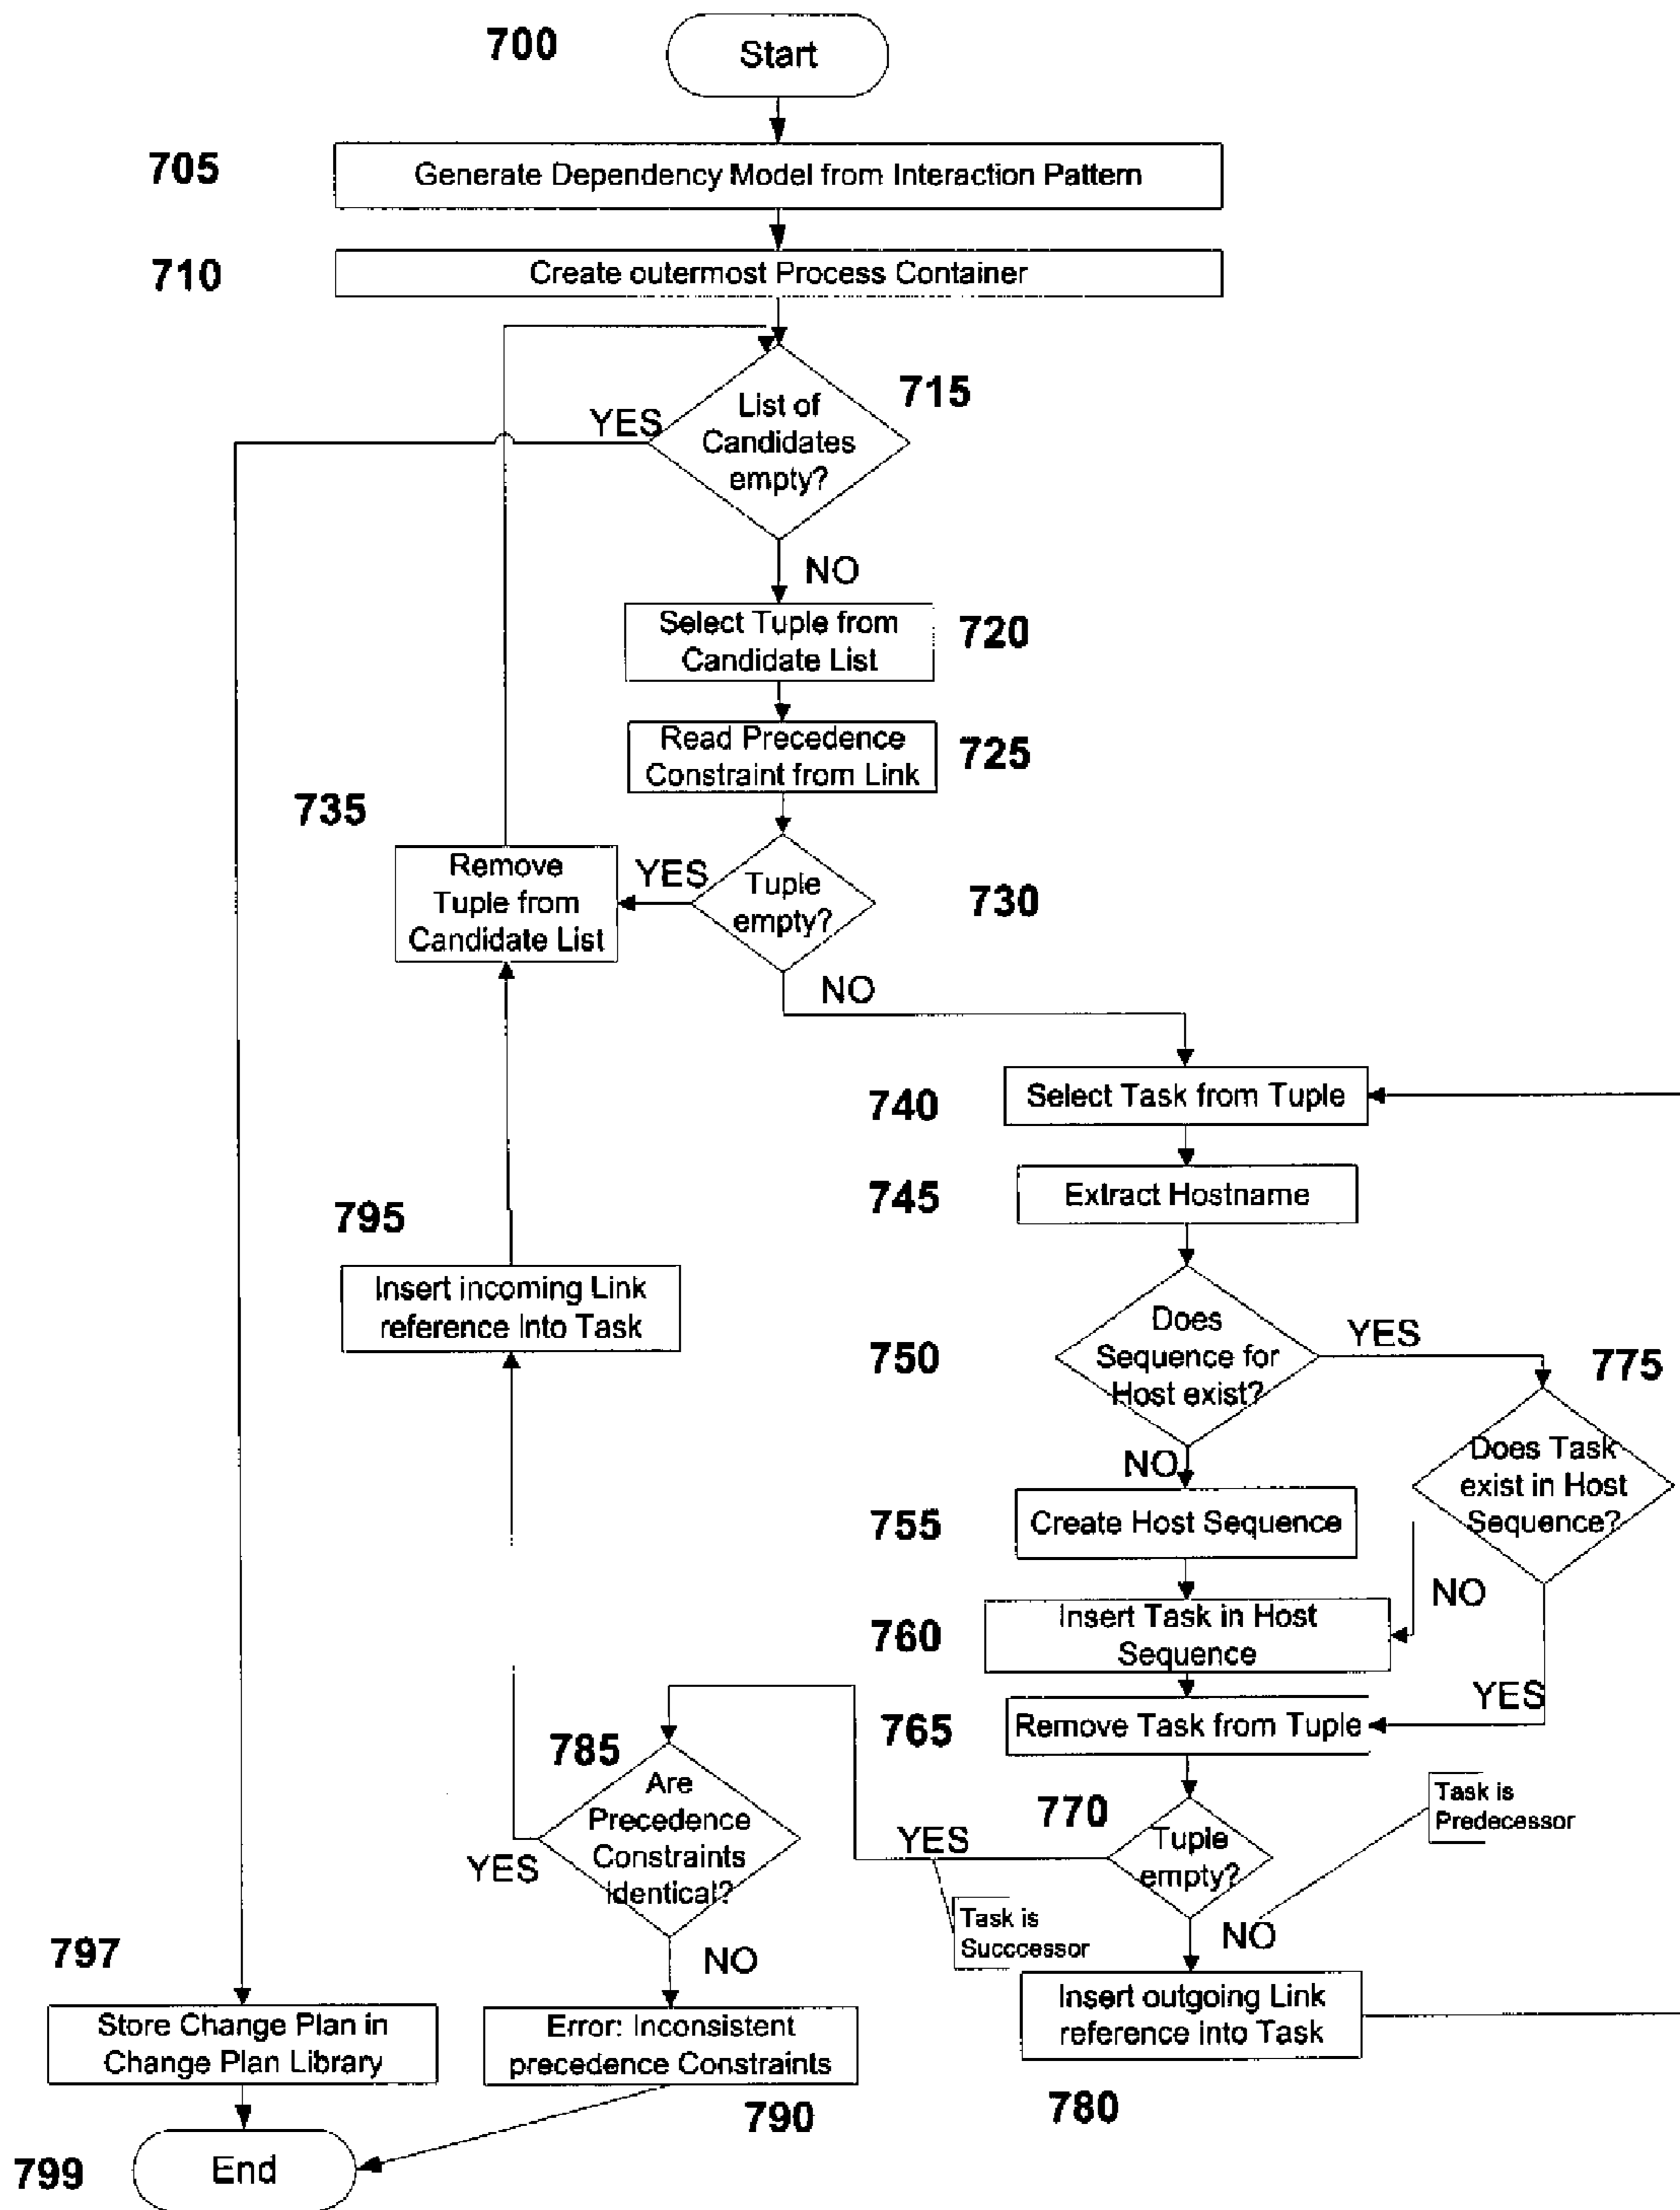 700
Start
705
Generate Dependency Model from Interaction Pattern
710
Create outermost Process Container
715
List of
Candidates
empty?
YES
NO
Select Tuple from
Candidate List
720
Read Precedence
Constraint from Link
725
735
Remove
Tuple from
Candidate List
YES
Tuple
empty?
730
NO
740
Select Task from Tuple
745
Extract Hostname
795
Insert incoming Link
reference Into Task
750
Does
Sequence for
Host exist?
YES
775
Does Task
exist in Host
Sequence?
NO
755
Create Host Sequence
NO
760
Insert Task in Host
Sequence
YES
765
Remove Task from Tuple
785
Are
Precedence
Constraints
identical?
YES
770
Tuple
empty?
YES
Task is
Predecessor
Task is
Succcessor
NO
NO
797
Store Change Plan in
Change Plan Library
Error: Inconsistent
precedence Constraints
790
Insert outgoing Link
reference into Task
780
799
End